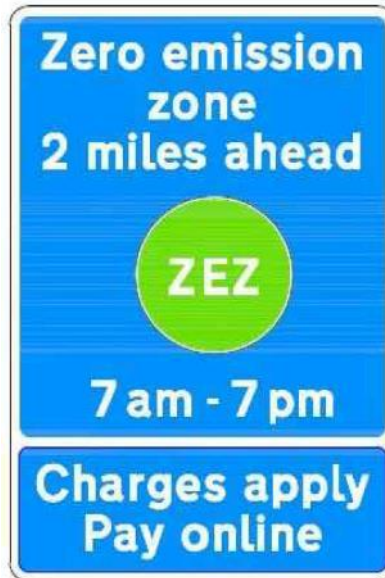 Zero emission
zone
2 miles ahead
ZEZ
7 am - 7 pm
Charges apply
Pay online